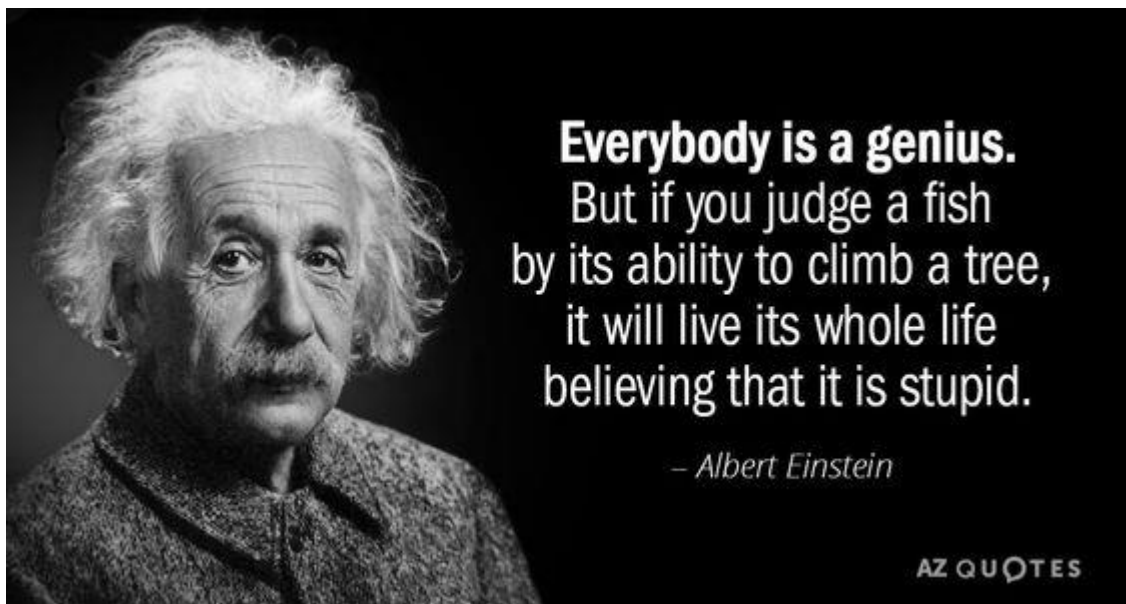 Everybody is a genius.
But if you judge a fish
by its ability to climb a tree,
it will live its whole life
believing that it is stupid.
– Albert Einstein
AZ QUOTES